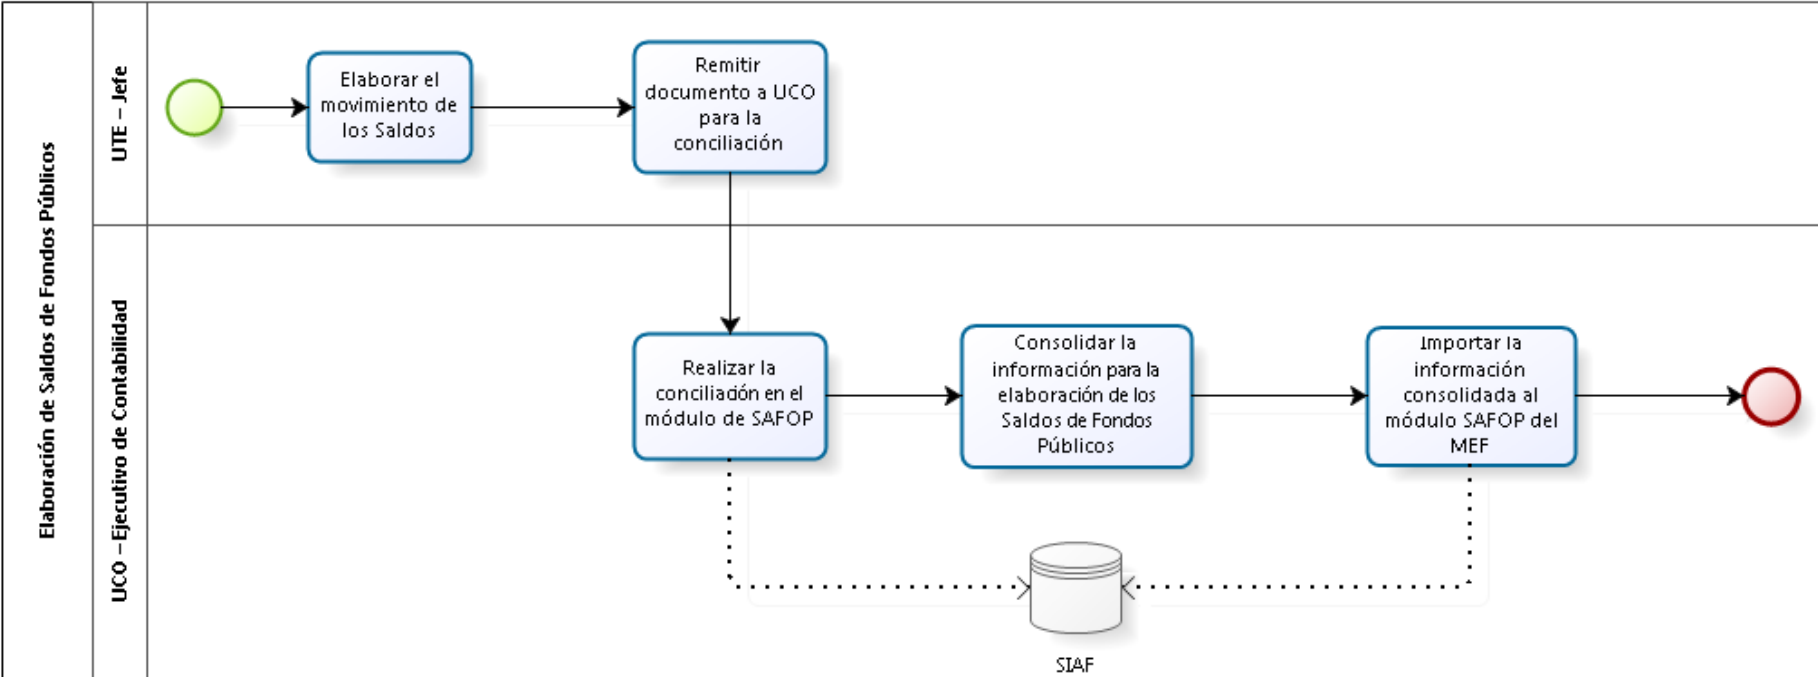 Elaboración de Saldos de Fondos Públicos
UTE – Jefe
Elaborar el
movimiento de
los Saldos
Remitir
documento a UCO
para la
conciliación
UCO –Ejecutivo de Contabilidad
Realizar la
conciliación en el
módulo de SAFOP
Consolidar la
información para la
elaboración de los
Saldos de Fondos
Públicos
Importar la
información
consolidada al
módulo SAFOP del
MEF
SIAF